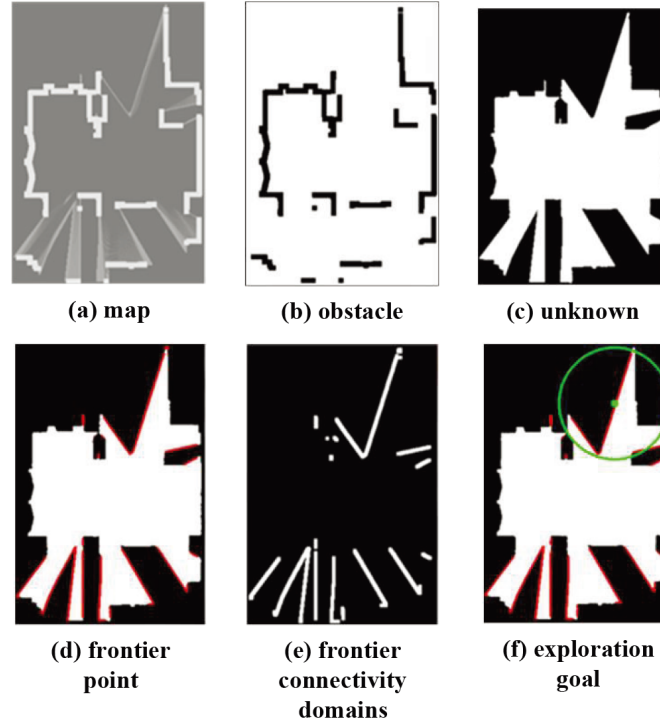 (a) map
(b) obstacle
(c) unknown
(d) frontier
point
(e) frontier
connectivity
domains
(f) exploration
goal